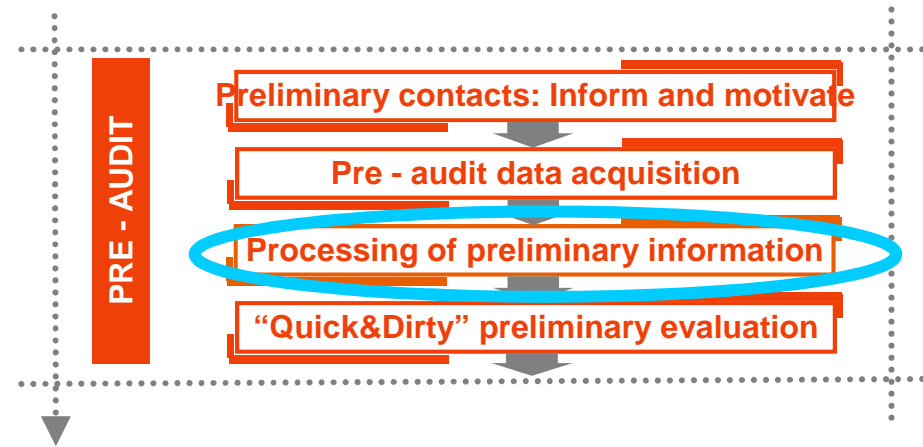 PRE - AUDIT
Preliminary contacts: Inform and motivate
Pre - audit data acquisition
Processing of preliminary information
“Quick&Dirty” preliminary evaluation